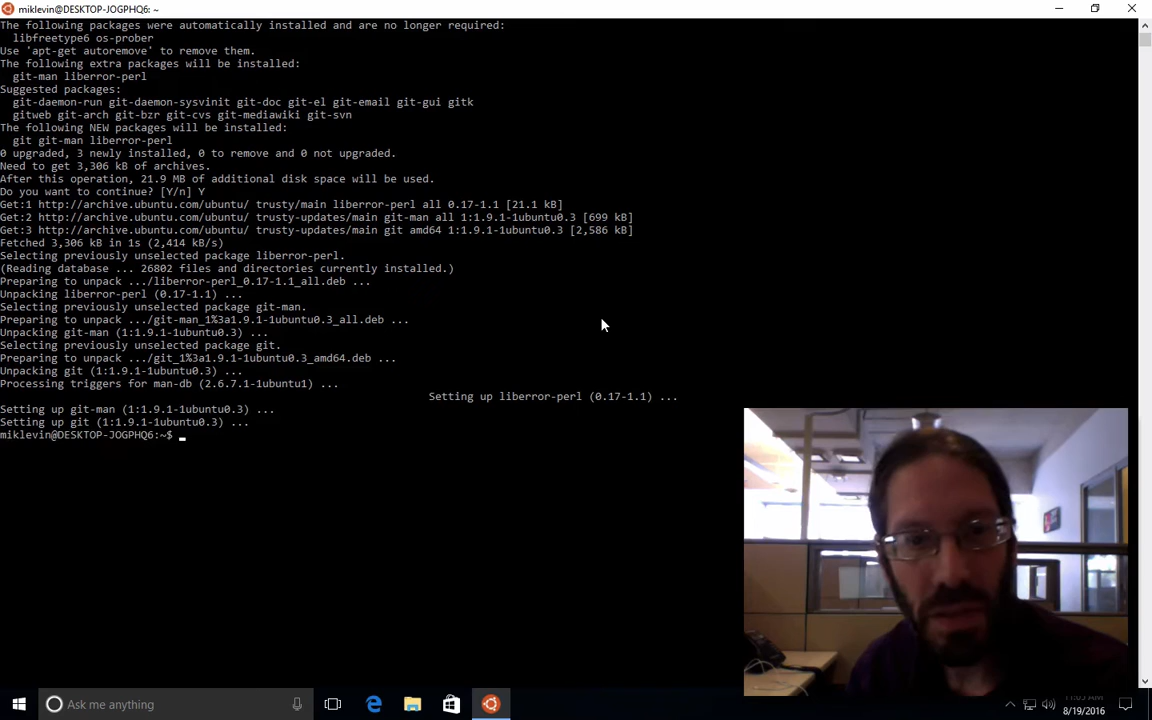 miklevin@DESKTOP-JOGPHQ6: ~
The following packages were automatically installed and are no longer required:
libfreetype6 os-prober
Use 'apt-get autoremove' to remove them.
The following extra packages will be installed:
git-man liberror-perl
Suggested packages:
git-daemon-run git-daemon-sysvinit git-doc git-el git-email git-gui gitk
gitweb git-arch git-bzr git-cvs git-mediawiki git-svn
The following NEW packages will be installed:
git git-man liberror-perl
0 upgraded, 3 newly installed, 0 to remove and 0 not upgraded.
Need to get 3,306 kB of archives.
After this operation, 21.9 MB of additional disk space will be used.
Do you want to continue? [Y/n] Y
Get:1 http://archive.ubuntu.com/ubuntu/ trusty/main liberror-perl all 0.17-1.1 [21.1 kB]
Get:2 http://archive.ubuntu.com/ubuntu/ trusty-updates/main git-man all 1:1.9.1-1ubuntu0.3 [699 kB]
Get:3 http://archive.ubuntu.com/ubuntu/ trusty-updates/main git amd64 1:1.9.1-1ubuntu0.3 [2,586 kB]
Fetched 3,306 kB in 1s (2,414 kB/s)
Selecting previously unselected package liberror-perl.
(Reading database ... 26802 files and directories currently installed.)
Preparing to unpack .../liberror-perl_0.17-1.1_all.deb ...
Unpacking liberror-perl (0.17-1.1) ...
Selecting previously unselected package git-man.
Preparing to unpack .../git-man_1%3a1.9.1-1ubuntu0.3_all.deb ...
Unpacking git-man (1:1.9.1-1ubuntu0.3) ...
Selecting previously unselected package git.
Preparing to unpack .../git_1%3a1.9.1-1ubuntu0.3_amd64.deb ...
Unpacking git (1:1.9.1-1ubuntu0.3) ...
Processing triggers for man-db (2.6.7.1-1ubuntu1) ...
Setting up liberror-perl (0.17-1.1) ...
Setting up git-man (1:1.9.1-1ubuntu0.3) ...
Setting up git (1:1.9.1-1ubuntu0.3) ...
miklevin@DESKTOP-JOGPHQ6:~$
Ask me anything
8/19/2016